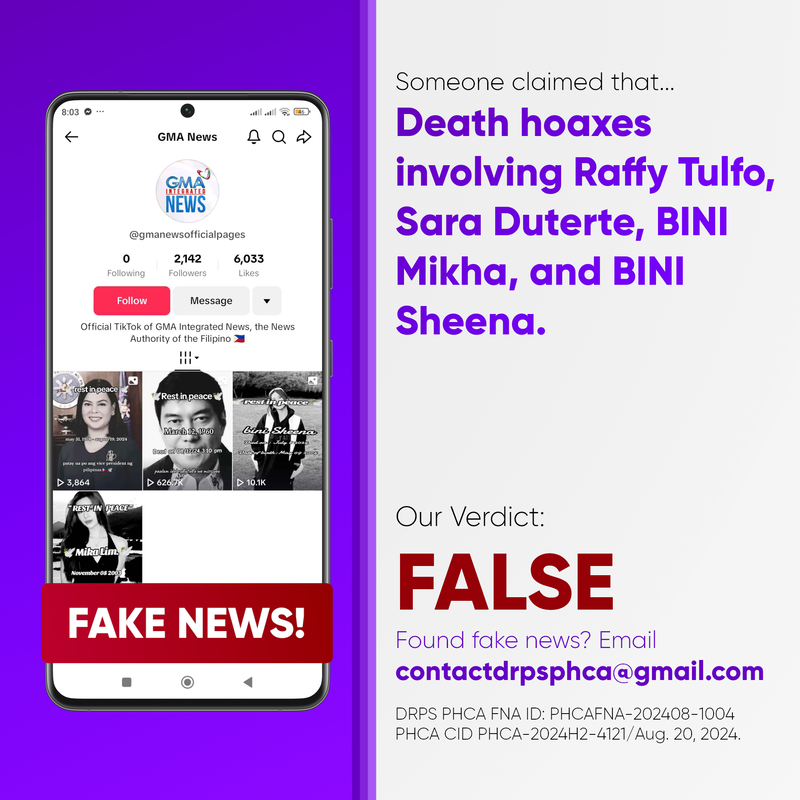 8:03
GMA News
GMA
INTEGRATED
NEWS
@gmanewsofficialpages
0 2,142 6,033
Following Followers Likes
Follow Message
Official TikTok of GMA Integrated News, the News
Authority of the Filipino
rest in peace
patay na po ang vice president ng
pilipinas
3,864
Rest in peace
March 12, 1960
626.7K
rest in peace
bini Sheena
10.1K
"REST IN PEACE"
Mika Lim.
November 08 2003
FAKE NEWS!
Someone claimed that...
Death hoaxes
involving Raffy Tulfo,
Sara Duterte, BINI
Mikha, and BINI
Sheena.
Our Verdict:
FALSE
Found fake news? Email
contactdrpsphca@gmail.com
DRPS PHCA FNA ID: PHCAFNA-202408-1004
PHCA CID PHCA-2024H2-4121/Aug. 20, 2024.